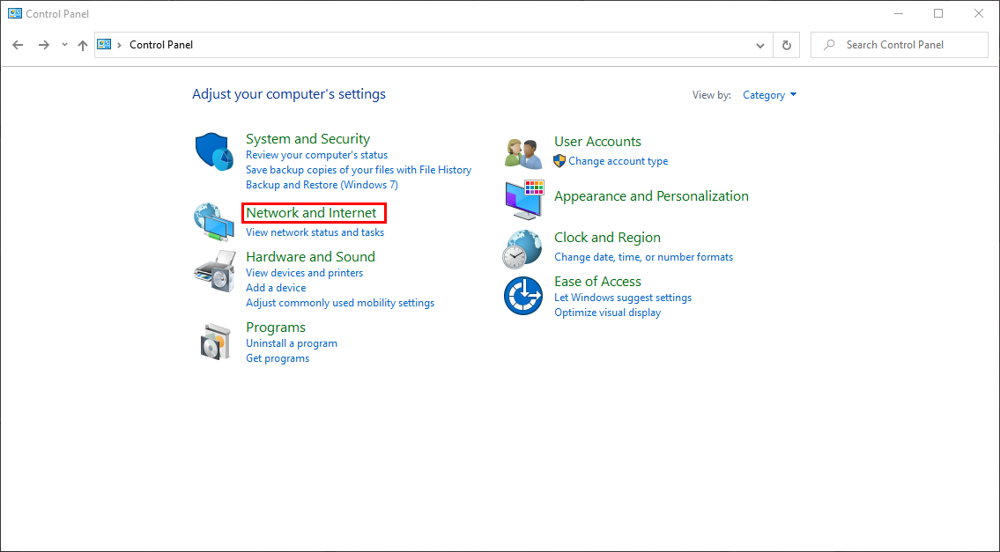 Control Panel
Control Panel
Search Control Panel
Adjust your computer's settings
View by: Category
System and Security
Review your computer's status
Save backup copies of your files with File History
Backup and Restore (Windows 7)
Network and Internet
View network status and tasks
Hardware and Sound
View devices and printers
Add a device
Adjust commonly used mobility settings
Programs
Uninstall a program
Get programs
User Accounts
Change account type
Appearance and Personalization
Clock and Region
Change date, time, or number formats
Ease of Access
Let Windows suggest settings
Optimize visual display